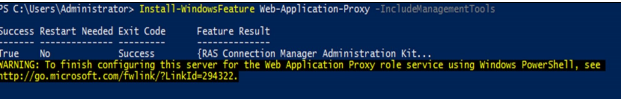 PS C:\Users\Administrator> Install-WindowsFeature Web-Application-Proxy -IncludeManagementTools
Success Restart Needed Exit Code      Feature Result
------- -------------- ---------      --------------
True    No             Success        {RAS Connection Manager Administration Kit...
WARNING: To finish configuring this server for the Web Application Proxy role service using Windows PowerShell, see
http://go.microsoft.com/fwlink/?LinkId=294322.